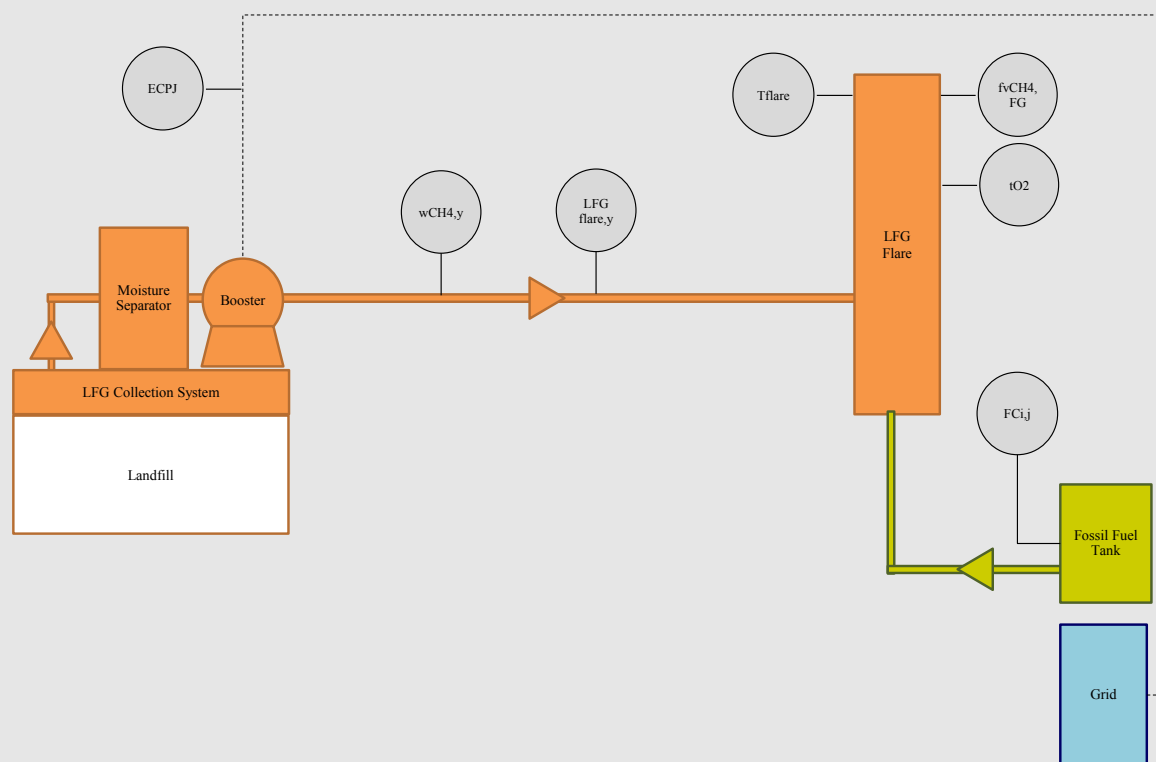 ECPJ
Tflare
fvCH4,
FG
tO2
wCH4,y
LFG
flare,y
LFG
Flare
Moisture
Separator
Booster
LFG Collection System
Landfill
FCi,j
Fossil Fuel
Tank
Grid